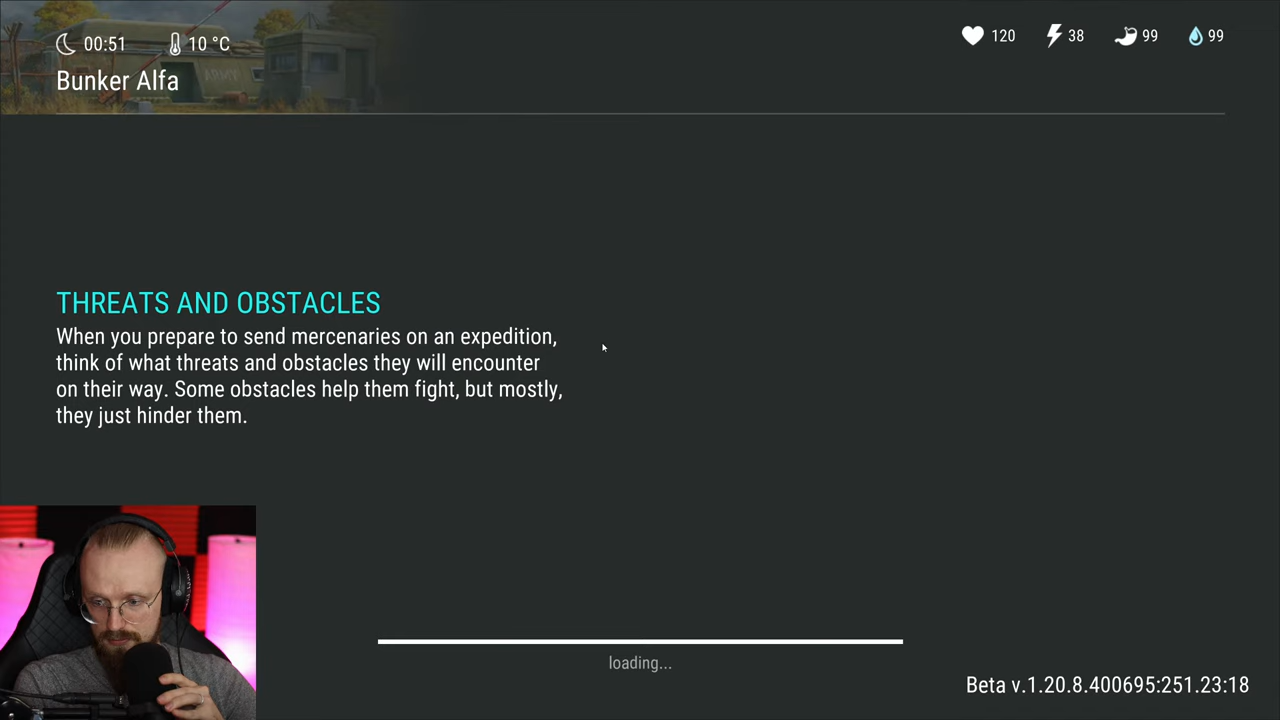 00:51
10 °C
120
38
99
99
Bunker Alfa
THREATS AND OBSTACLES
When you prepare to send mercenaries on an expedition,
think of what threats and obstacles they will encounter
on their way. Some obstacles help them fight, but mostly,
they just hinder them.
loading...
Beta v.1.20.8.400695:251.23:18